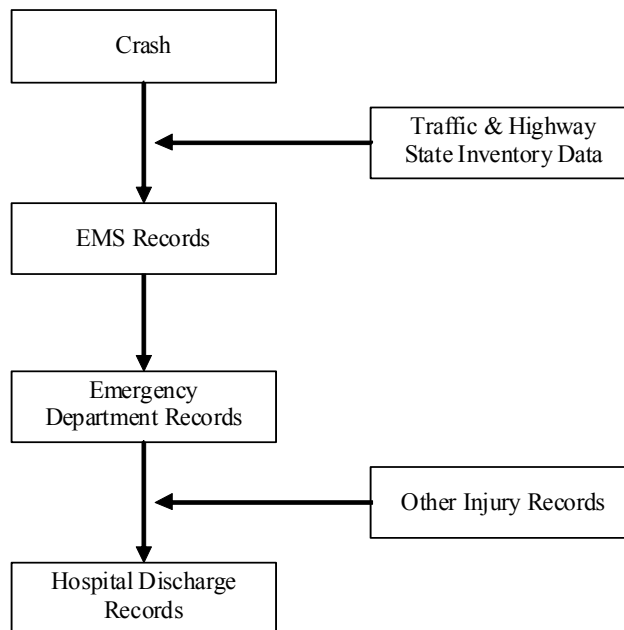 Crash
Traffic & Highway
State Inventory Data
EMS Records
Emergency
Department Records
Other Injury Records
Hospital Discharge
Records